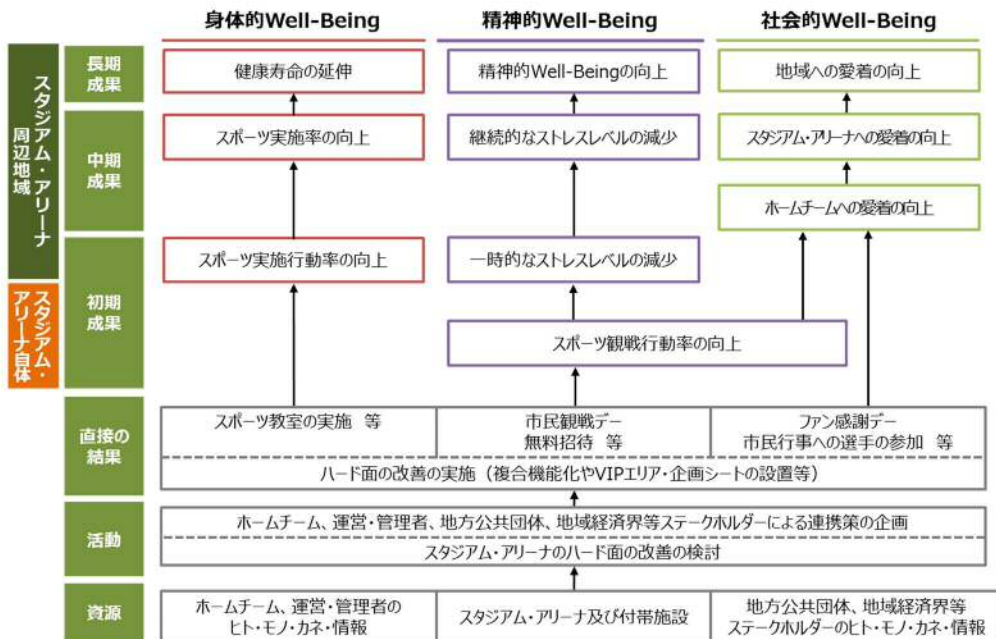 身体的Well-Being
精神的Well-Being
社会的Well-Being
スタジアム・アリーナ
周辺地域
スタジアム・
アリーナ自体
長期
成果
健康寿命の延伸
精神的Well-Beingの向上
地域への愛着の向上
中期
成果
スポーツ実施率の向上
継続的なストレスレベルの減少
スタジアム・アリーナへの愛着の向上
ホームチームへの愛着の向上
初期
成果
スポーツ実施行動率の向上
一時的なストレスレベルの減少
スポーツ観戦行動率の向上
直接の
結果
スポーツ教室の実施 等
市民観戦デー
無料招待 等
ファン感謝デー
市民行事への選手の参加 等
ハード面の改善の実施（複合機能化やVIPエリア・企画シートの設置等）
活動
ホームチーム、運営・管理者、地方公共団体、地域経済界等ステークホルダーによる連携策の企画
スタジアム・アリーナのハード面の改善の検討
資源
ホームチーム、運営・管理者の
ヒト・モノ・カネ・情報
スタジアム・アリーナ及び付帯施設
地方公共団体、地域経済界等
ステークホルダーのヒト・モノ・カネ・情報